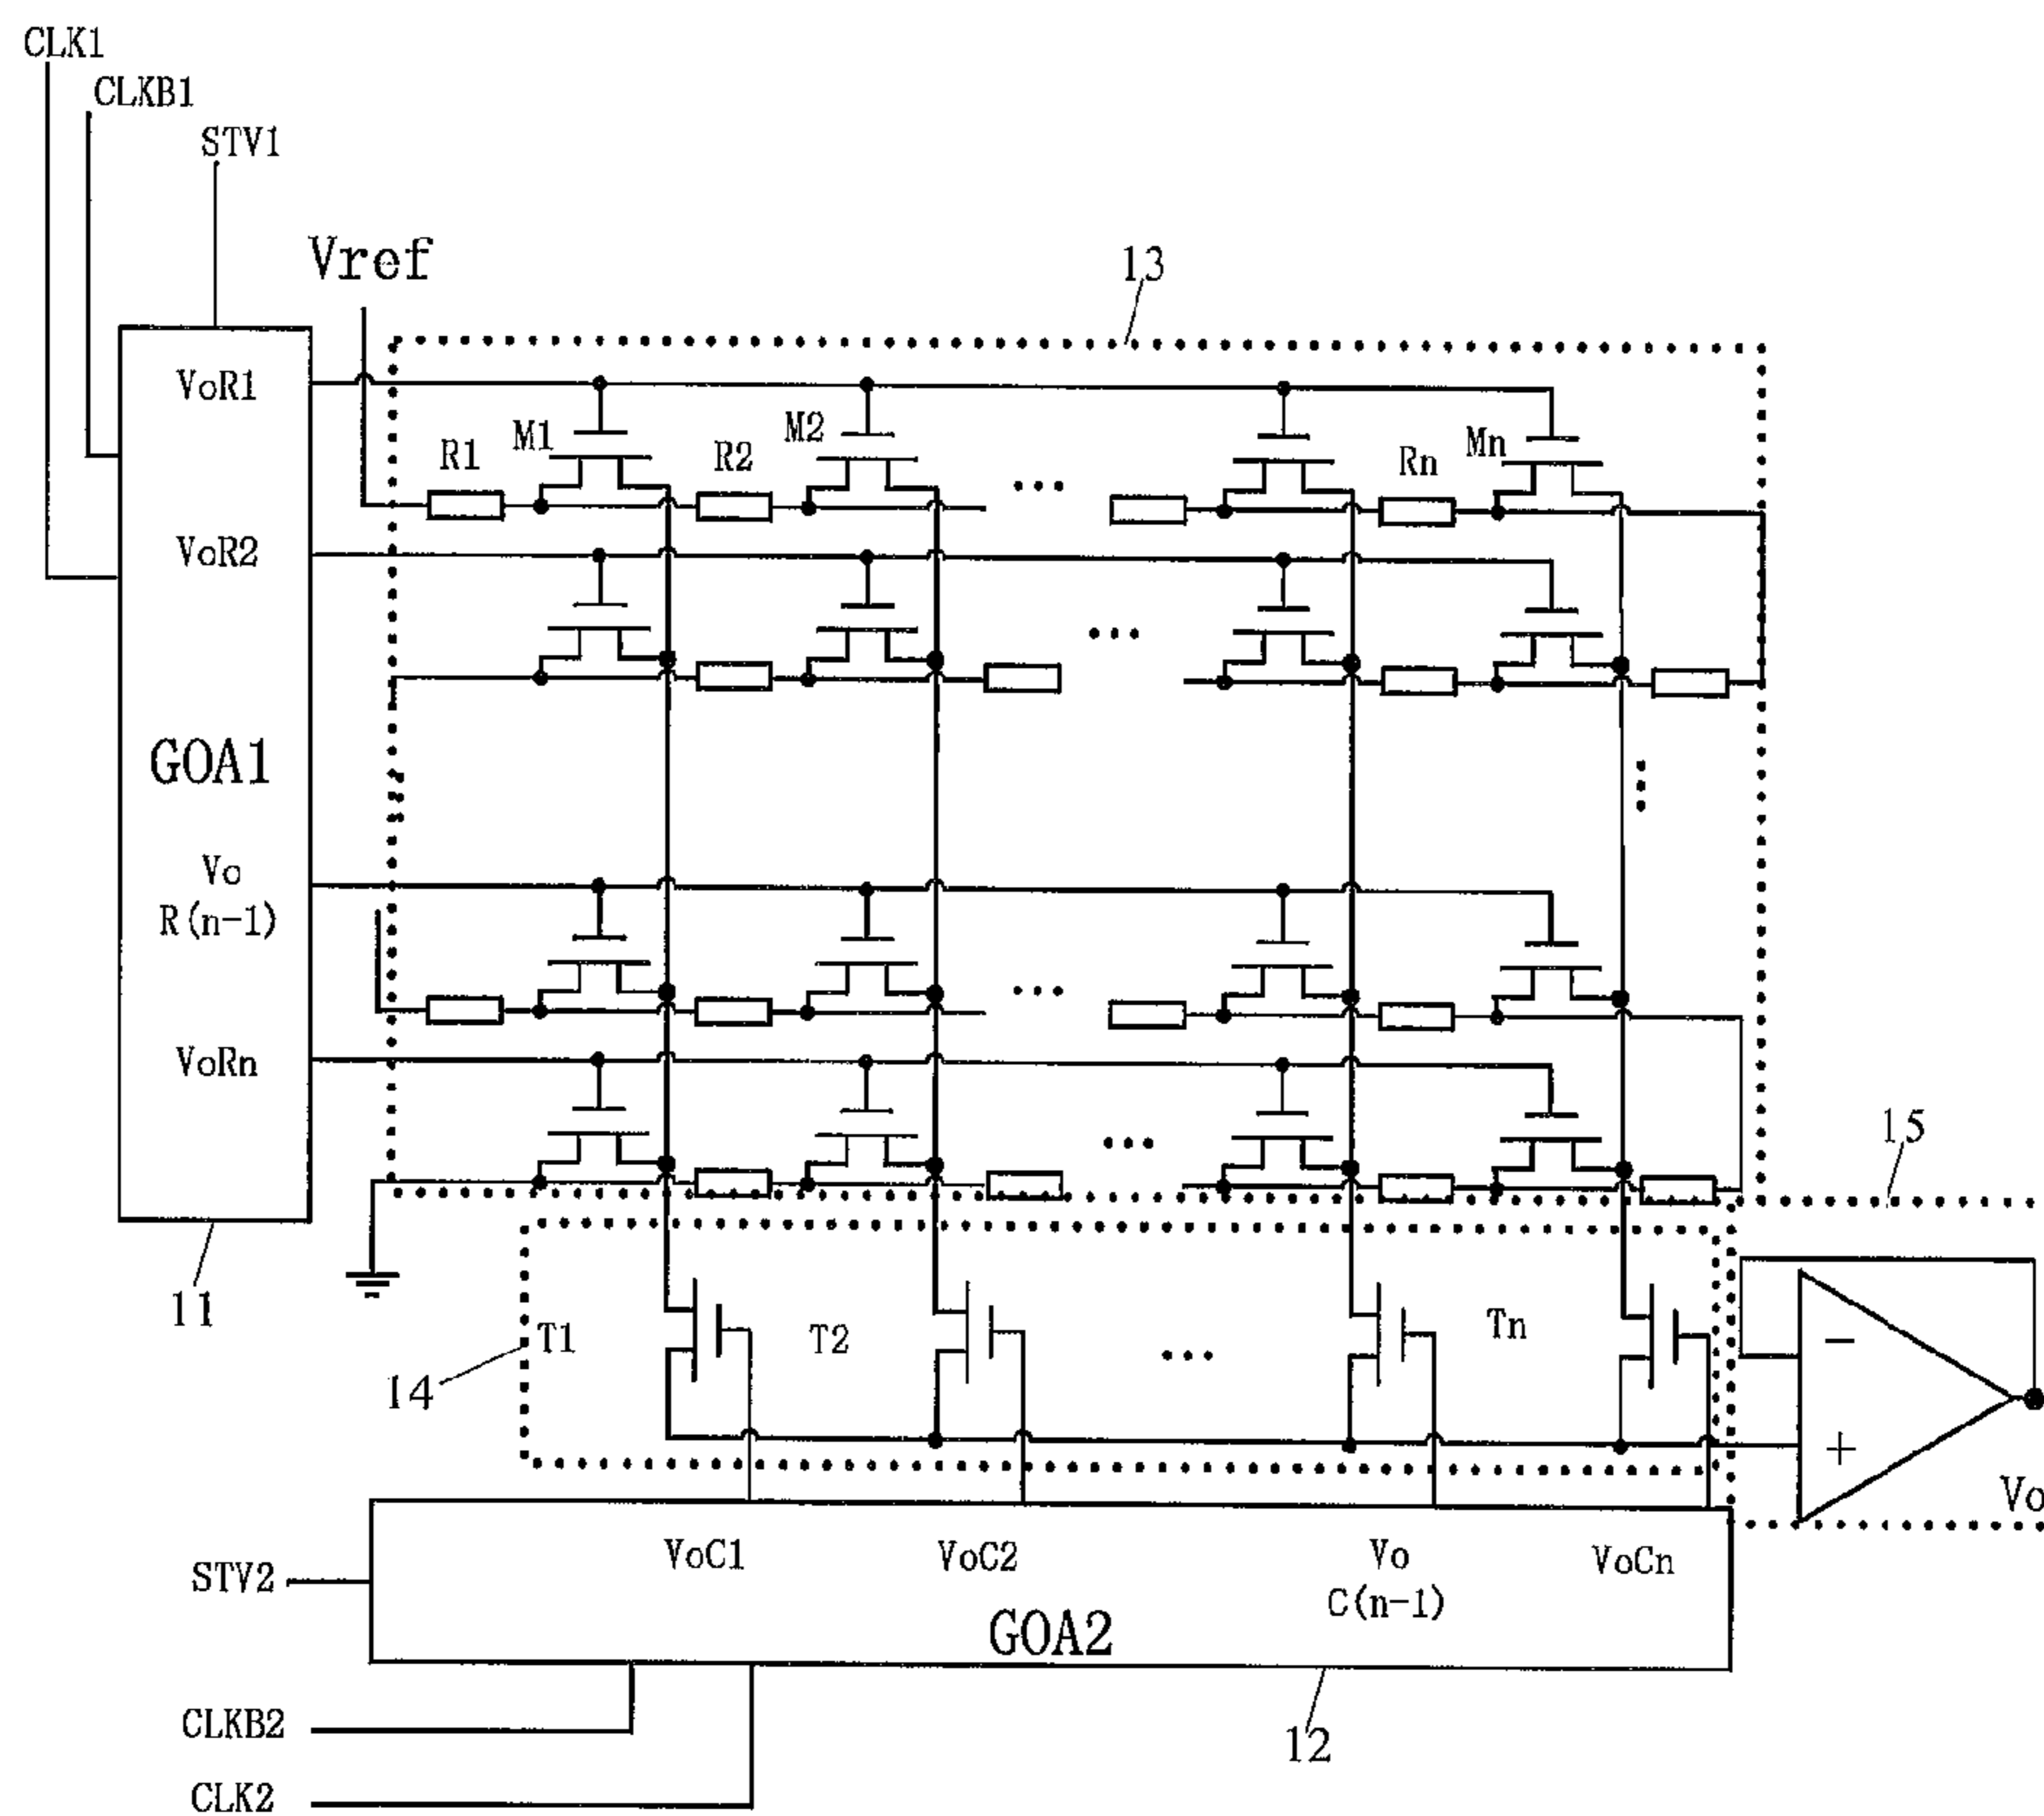 CLK1
CLKB1
STV1
Vref
13
VoR1
M1
M2
Mn
R1
R2
Rn
...
VoR2
...
GOA1
...
Vo
R(n-1)
...
VoRn
...
15
11
T1
T2
...
Tn
14
−
+
Vo
VoC1
VoC2
Vo
C(n-1)
VoCn
STV2
GOA2
12
CLKB2
CLK2